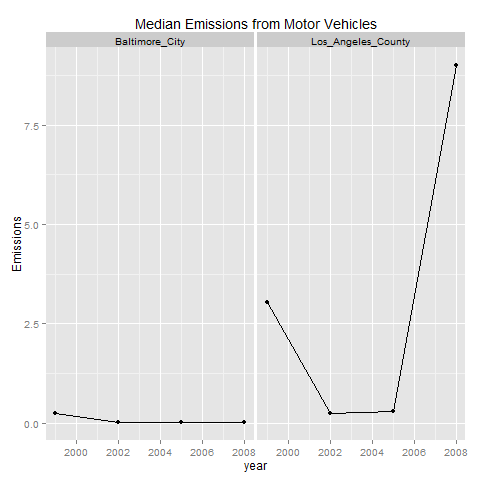 Median Emissions from Motor Vehicles
Baltimore_City Los_Angeles_County
7.5
5.0
2.5
0.0
Emissions
2000 2002 2004 2006 2008 2000 2002 2004 2006 2008
year